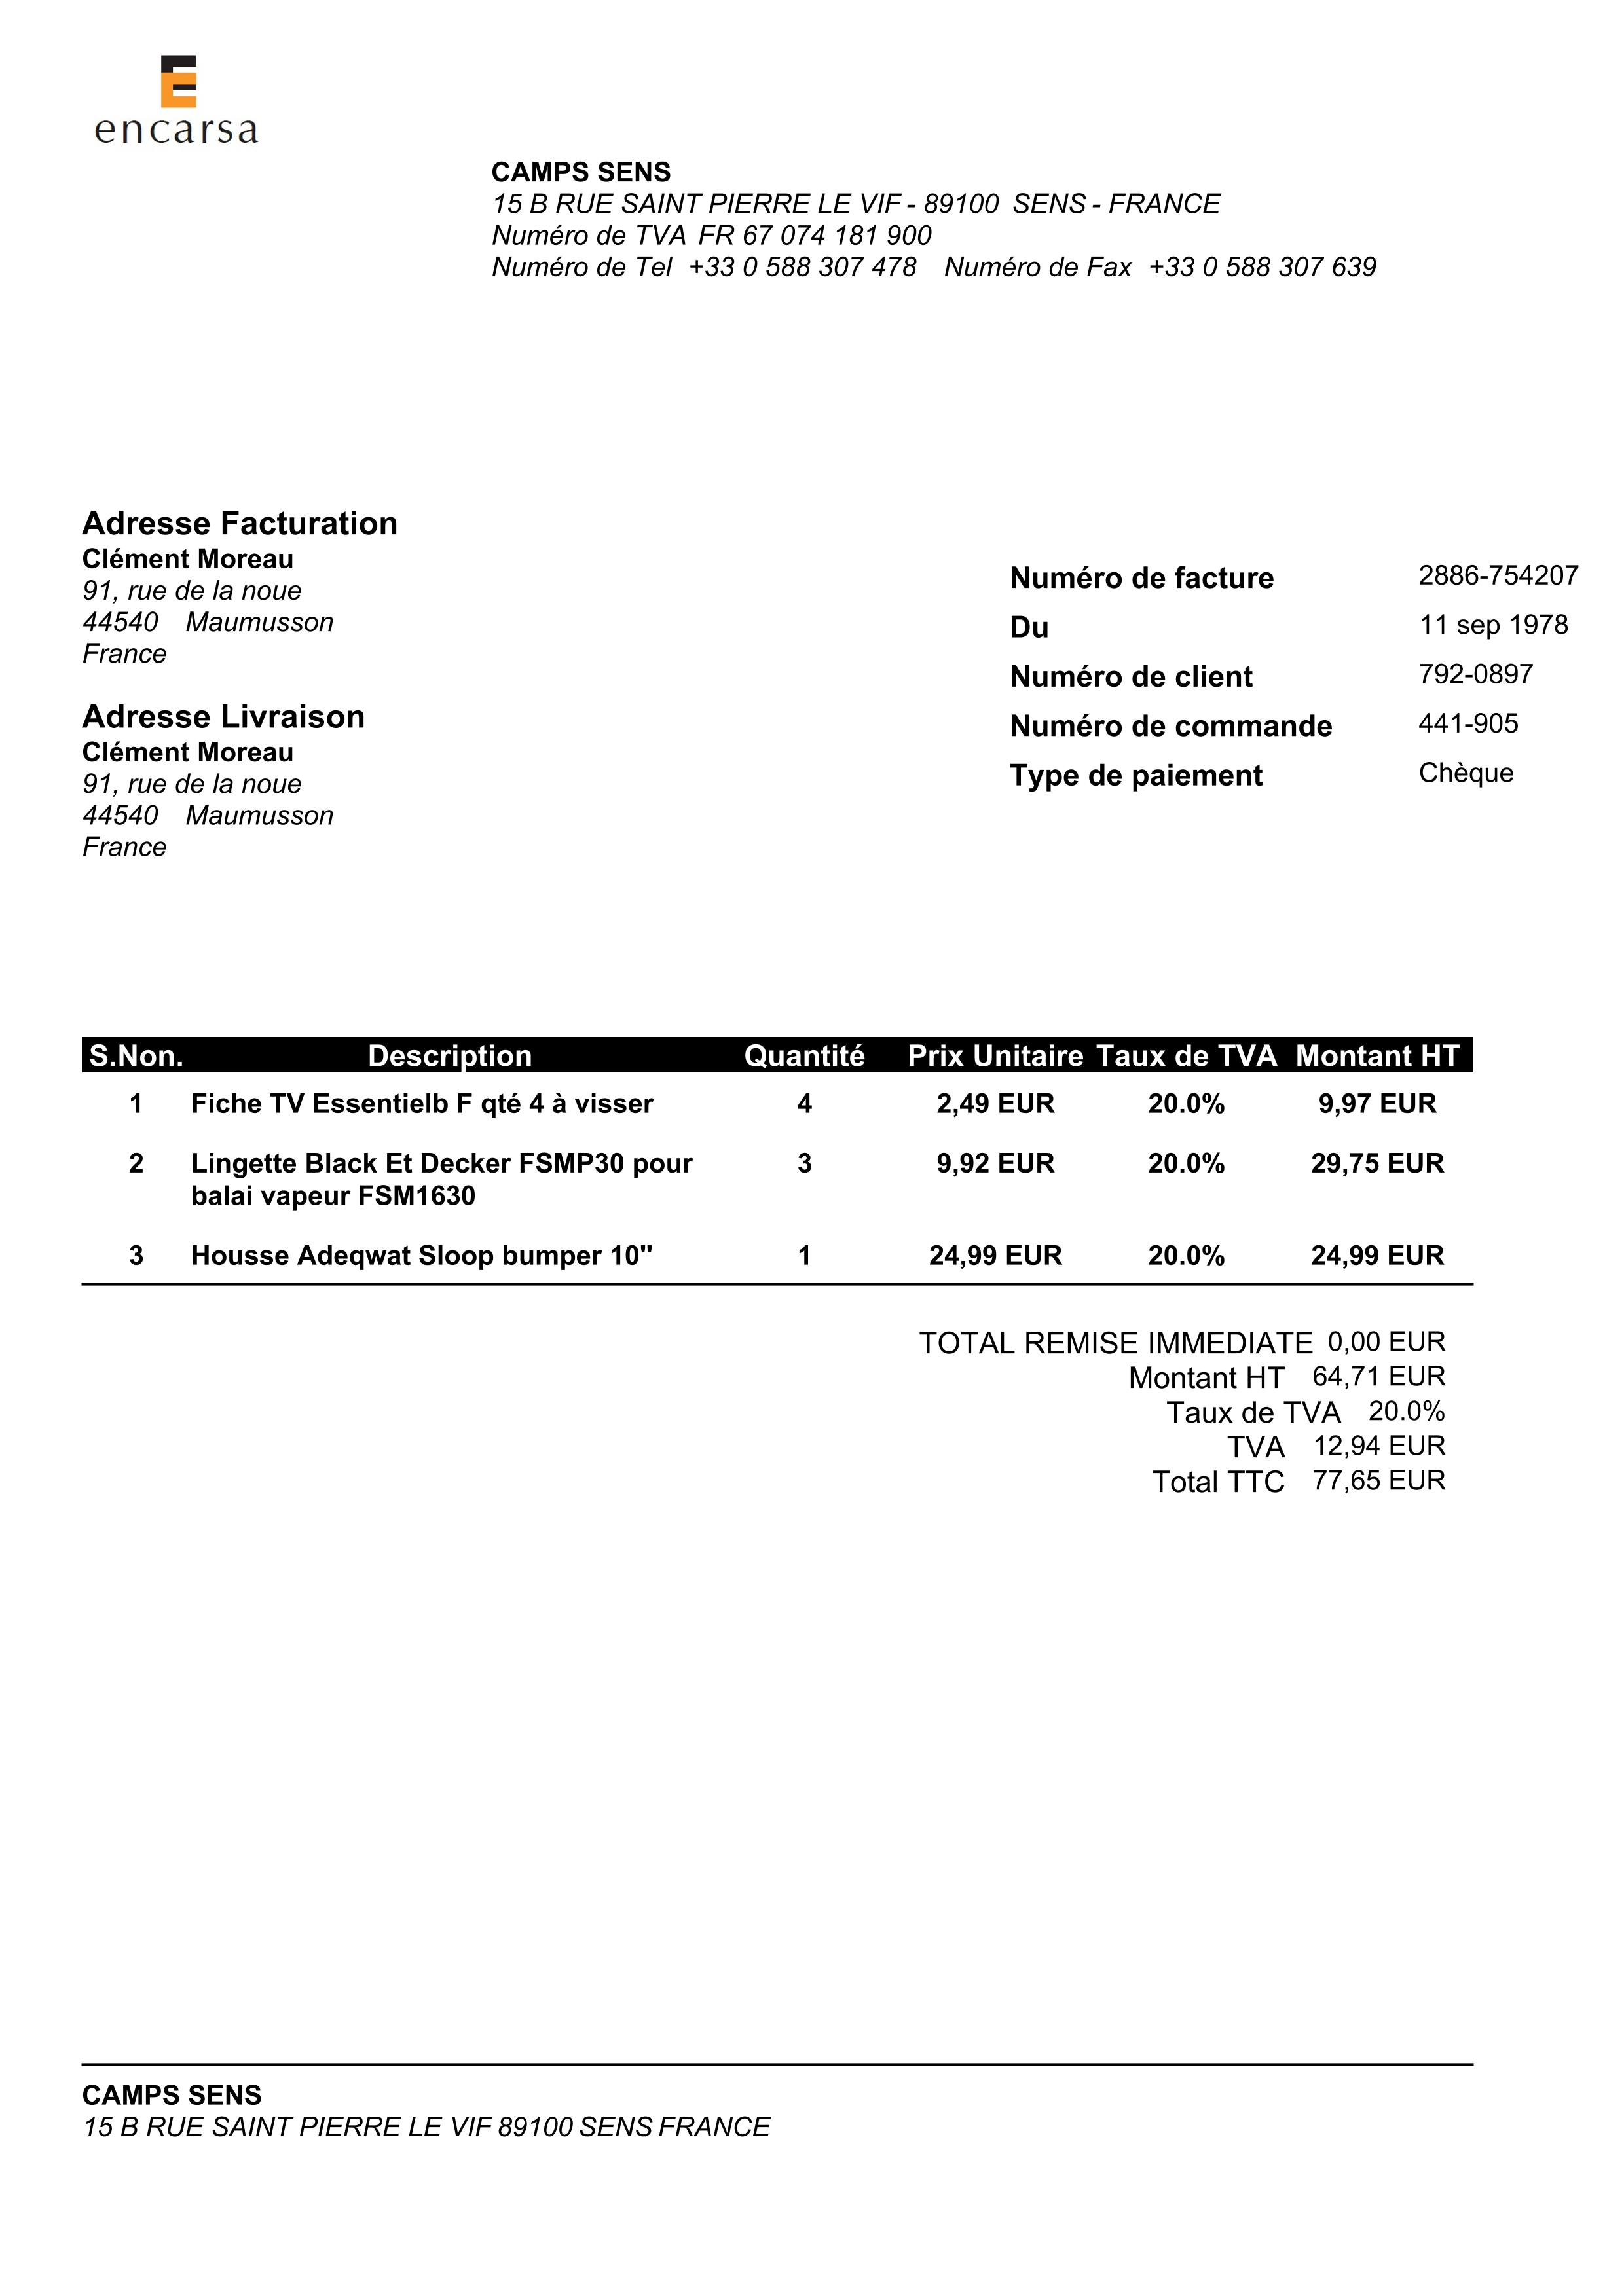 encarsa
CAMPS SENS
15 B RUE SAINT PIERRE LE VIF - 89100 SENS - FRANCE
Numéro de TVA FR 67 074 181 900
Numéro de Tel +33 0 588 307 478 Numéro de Fax +33 0 588 307 639
Adresse Facturation
Clément Moreau
91, rue de la noue
44540 Maumusson
France
Adresse Livraison
Clément Moreau
91, rue de la noue
44540 Maumusson
France
Numéro de facture 2886-754207
Du 11 sep 1978
Numéro de client 792-0897
Numéro de commande 441-905
Type de paiement Chèque
S.Non. Description Quantité Prix Unitaire Taux de TVA Montant HT
1 Fiche TV Essentielb F qté 4 à visser 4 2,49 EUR 20.0% 9,97 EUR
2 Lingette Black Et Decker FSMP30 pour 3 9,92 EUR 20.0% 29,75 EUR
balai vapeur FSM1630
3 Housse Adeqwat Sloop bumper 10" 1 24,99 EUR 20.0% 24,99 EUR
TOTAL REMISE IMMEDIATE 0,00 EUR
Montant HT 64,71 EUR
Taux de TVA 20.0%
TVA 12,94 EUR
Total TTC 77,65 EUR
CAMPS SENS
15 B RUE SAINT PIERRE LE VIF 89100 SENS FRANCE